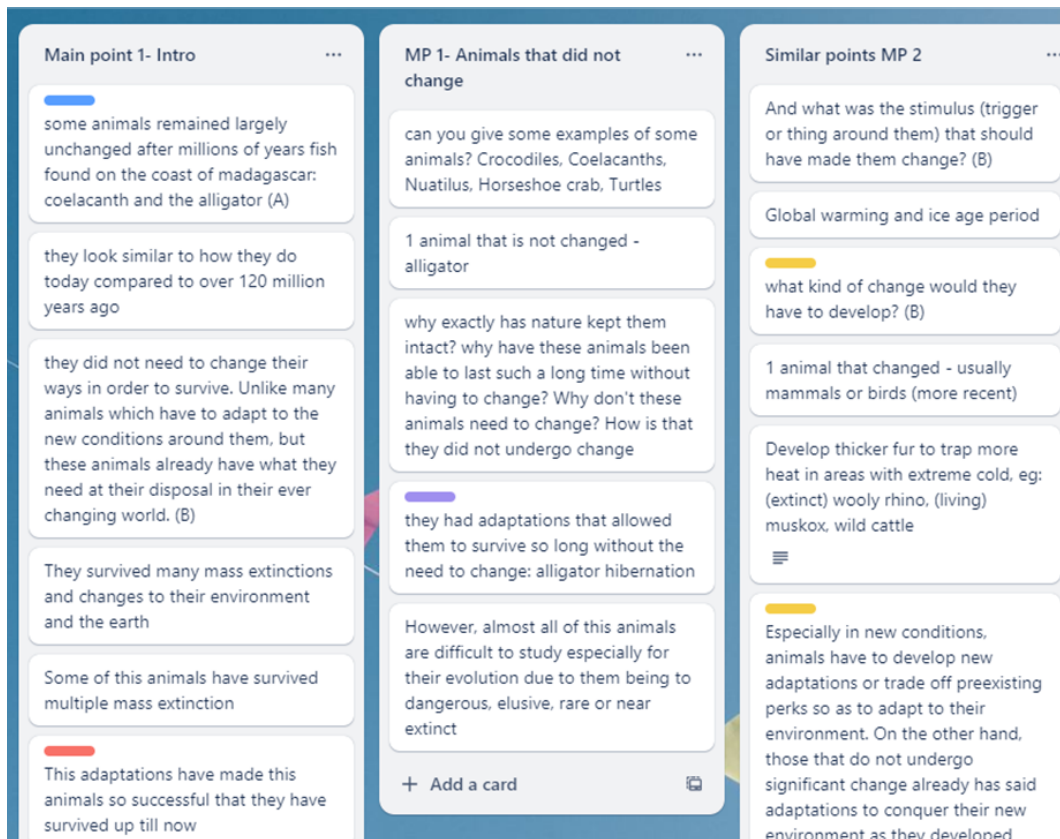 Main point 1- Intro
some animals remained largely
unchanged after millions of years fish
found on the coast of madagascar:
coelacanth and the alligator (A)
they look similar to how they do
today compared to over 120 million
years ago
they did not need to change their
ways in order to survive. Unlike many
animals which have to adapt to the
new conditions around them, but
these animals already have what they
need at their disposal in their ever
changing world. (B)
They survived many mass extinctions
and changes to their environment
and the earth
Some of this animals have survived
multiple mass extinction
This adaptations have made this
animals so successful that they have
survived up till now
MP 1- Animals that did not
change
can you give some examples of some
animals? Crocodiles, Coelacanths,
Nuatilus, Horseshoe crab, Turtles
1 animal that is not changed -
alligator
why exactly has nature kept them
intact? why have these animals been
able to last such a long time without
having to change? Why don't these
animals need to change? How is that
they did not undergo change
they had adaptations that allowed
them to survive so long without the
need to change: alligator hibernation
However, almost all of this animals
are difficult to study especially for
their evolution due to them being to
dangerous, elusive, rare or near
extinct
+ Add a card
Similar points MP 2
And what was the stimulus (trigger
or thing around them) that should
have made them change? (B)
Global warming and ice age period
what kind of change would they
have to develop? (B)
1 animal that changed - usually
mammals or birds (more recent)
Develop thicker fur to trap more
heat in areas with extreme cold, eg:
(extinct) wooly rhino, (living)
muskox, wild cattle
Especially in new conditions,
animals have to develop new
adaptations or trade off preexisting
perks so as to adapt to their
environment. On the other hand,
those that do not undergo
significant change already has said
adaptations to conquer their new
environment as they developed